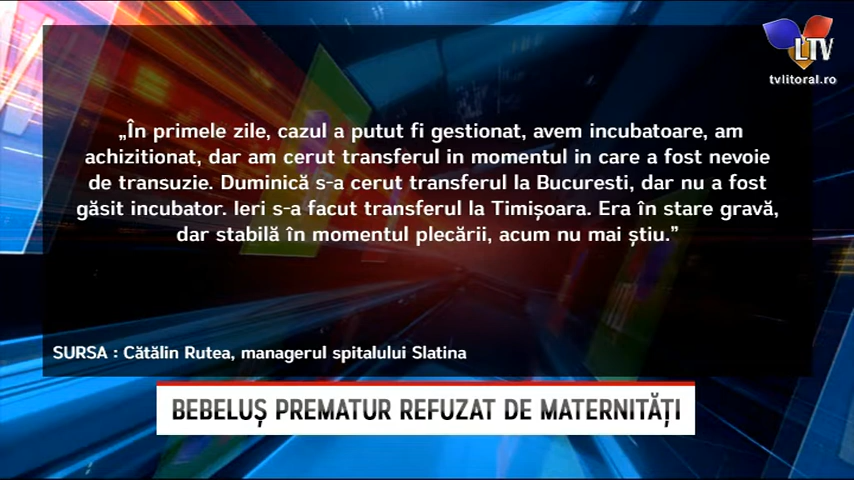 LTV
tvlitoral.ro
„În primele zile, cazul a putut fi gestionat, avem incubatoare, am
achizitionat, dar am cerut transferul in momentul in care a fost nevoie
de transuzie. Duminică s-a cerut transferul la Bucuresti, dar nu a fost
găsit incubator. Ieri s-a facut transferul la Timișoara. Era în stare gravă,
dar stabilă în momentul plecării, acum nu mai știu.”
SURSA : Cătălin Rutea, managerul spitalului Slatina
BEBELUȘ PREMATUR REFUZAT DE MATERNITĂȚI